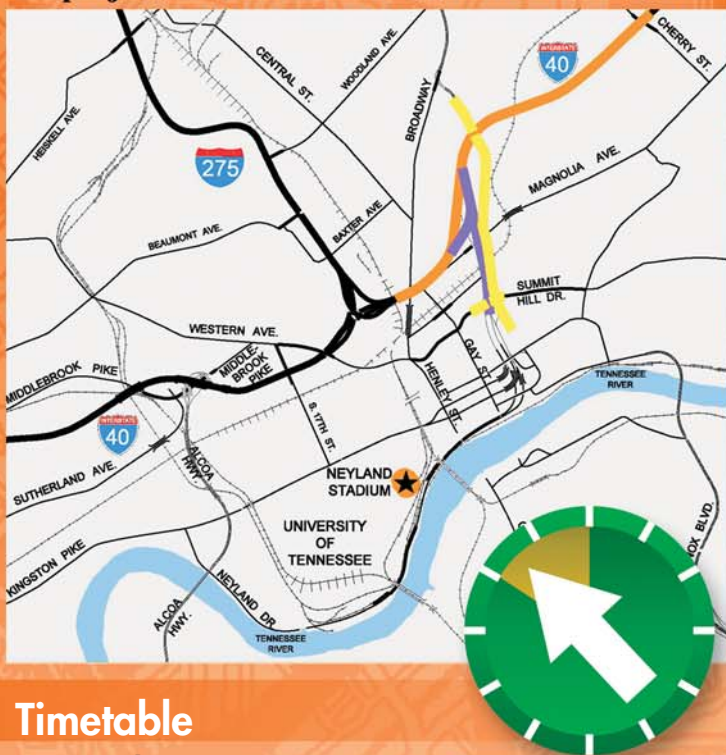 CENTRAL ST.
WOODLAND AVE.
BROADWAY
INTERSTATE
40
CHERRY ST.
HEISKELL AVE.
275
MAGNOLIA AVE.
BEAUMONT AVE.
BAXTER AVE
SUMMIT
HILL DR.
WESTERN AVE.
MIDDLE-
BROOK
PIKE
MIDDLEBROOK PIKE
GAY ST.
HENLEY ST.
TENNESSEE
RIVER
S. 17TH ST.
INTERSTATE
40
ALCOA
HWY.
SUTHERLAND AVE.
NEYLAND
STADIUM
UNIVERSITY
OF
TENNESSEE
KINGSTON PIKE
NEYLAND DR
ALCOA
HWY.
TENNESSEE
RIVER
BLVD.
Timetable